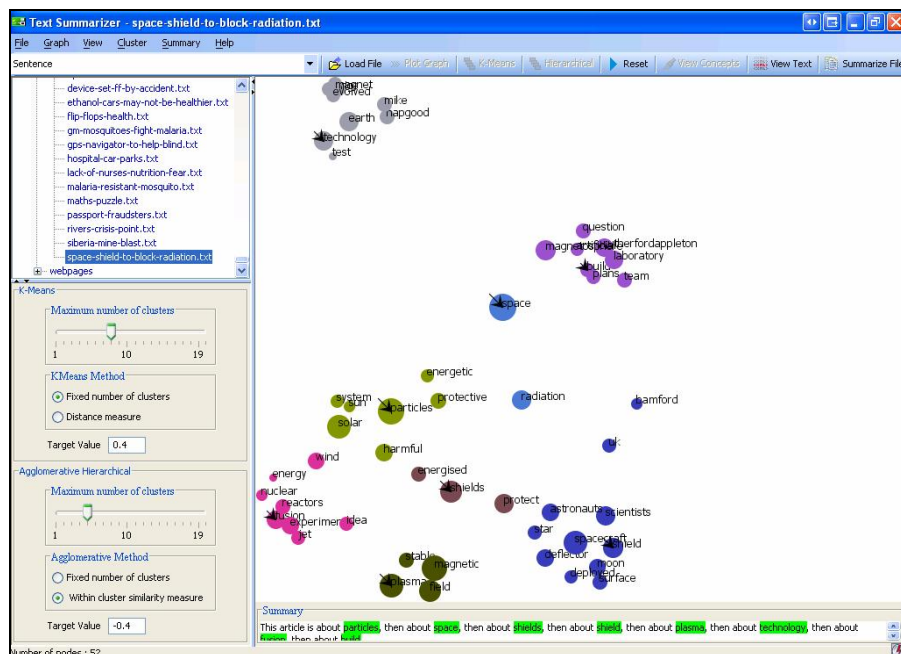 Text Summarizer - space-shield-to-block-radiation.txt
File Graph View Cluster Summary Help
Sentence Load File Plot Graph K-Means Hierarchical Reset View Concepts View Text Summarize File
device-set-ff-by-accident.txt
ethanol-cars-may-not-be-healthier.txt
flip-flops-health.txt
gm-mosquitoes-fight-malaria.txt
gps-navigator-to-help-blind.txt
hospital-car-parks.txt
lack-of-nurses-nutrition-fear.txt
malaria-resistant-mosquito.txt
maths-puzzle.txt
passport-fraudsters.txt
rivers-crisis-point.txt
siberia-mine-blast.txt
space-shield-to-block-radiation.txt
webpages
K-Means
Maximum number of clusters
1 10 19
KMeans Method
Fixed number of clusters
Distance measure
Target Value 0.4
Agglomerative Hierarchical
Maximum number of clusters
1 10 19
Agglomerative Method
Fixed number of clusters
Within cluster similarity measure
Target Value -0.4
Number of nodes : 52
magnet
evolved
mike
napgood
earth
technology
test
question
laboratory
build
plans
team
space
energetic
system
sun
particles
protective
radiation
bamford
solar
uk
harmful
wind
energised
energy
nuclear
shields
reactors
protect
fusion
experiment
idea
jet
astronauts
scientists
star
spacecraft
shield
stable
magnetic
deflector
moon
deployed
surface
plasma
field
Summary
This article is about particles, then about space, then about shields, then about shield, then about plasma, then about technology, then about
fusion, then about build